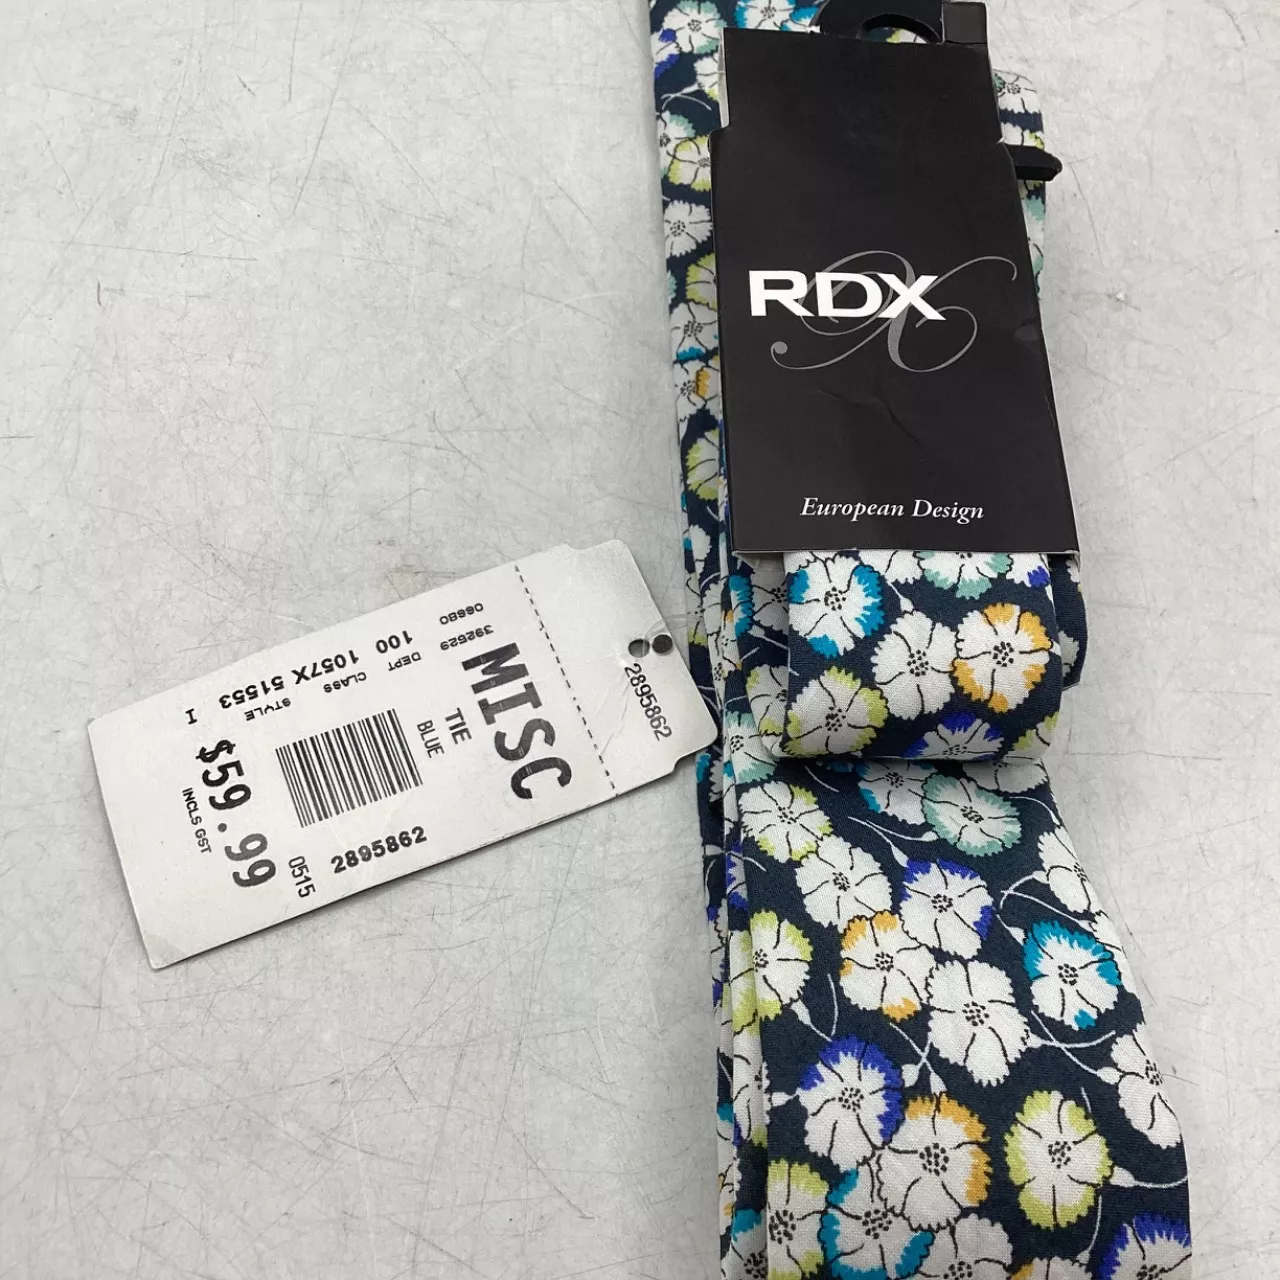 RDX
European Design
2895862
MISC
TIE
BLUE
392629 06680
DEPT 100
CLASS 1057X
STYLE 51553 I
2895862
0515
$59.99
INCLS GST